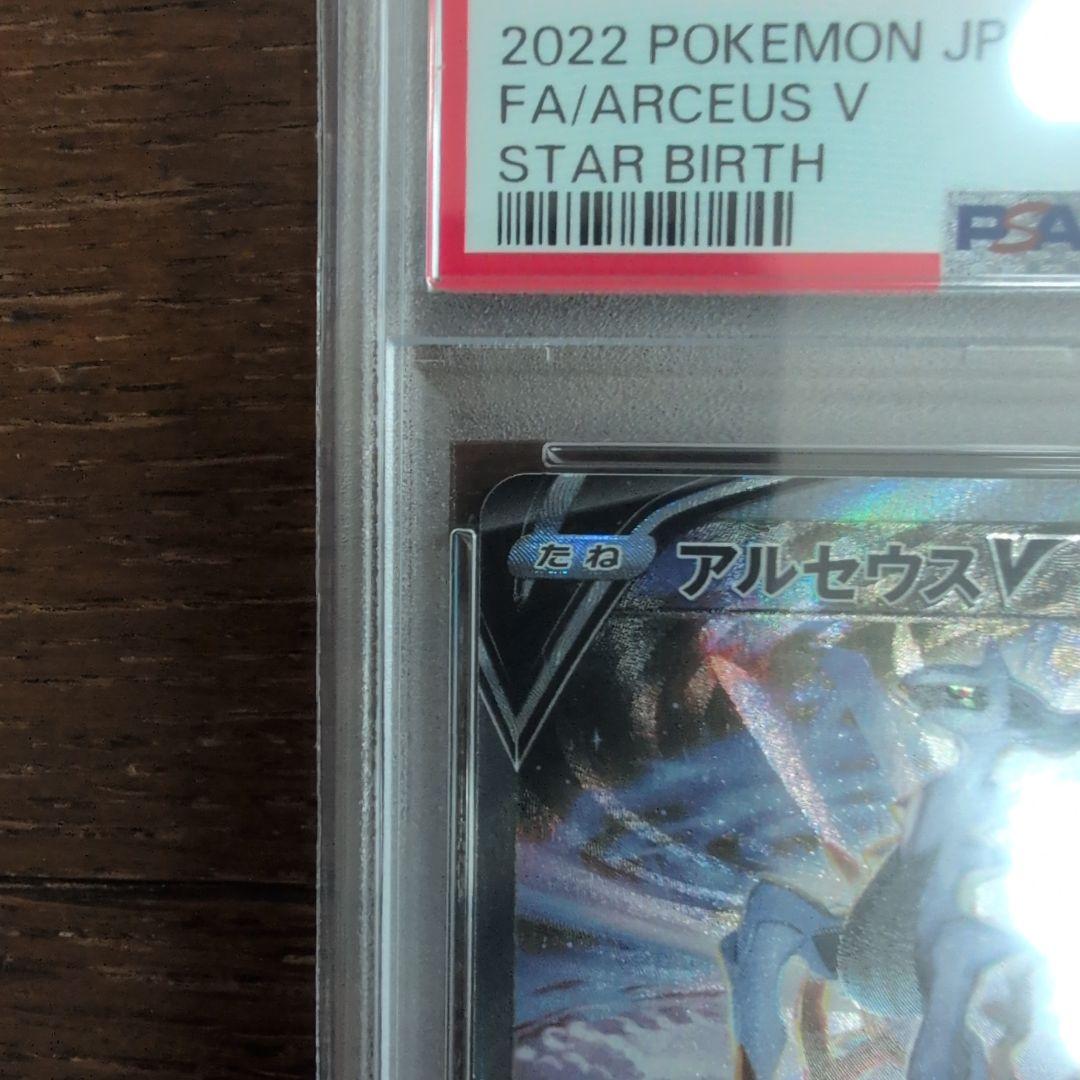 2022 POKEMON JP
FA/ARCEUS V
STAR BIRTH
PSA
たね
アルセウスV